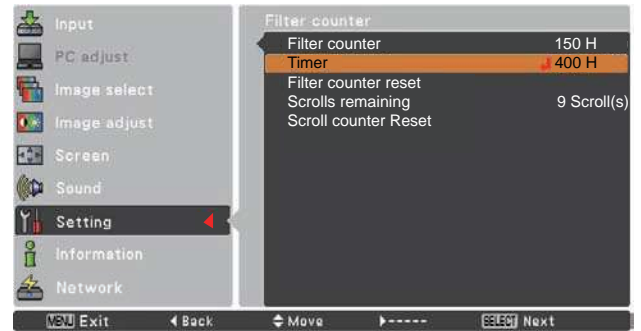 Input
PC adjust
Image select
Image adjust
Screen
Sound
Setting
Information
Network
Filter counter
Filter counter 150 H
Timer 400 H
Filter counter reset
Scrolls remaining 9 Scroll(s)
Scroll counter Reset
MENU Exit Back Move ----- SELECT Next